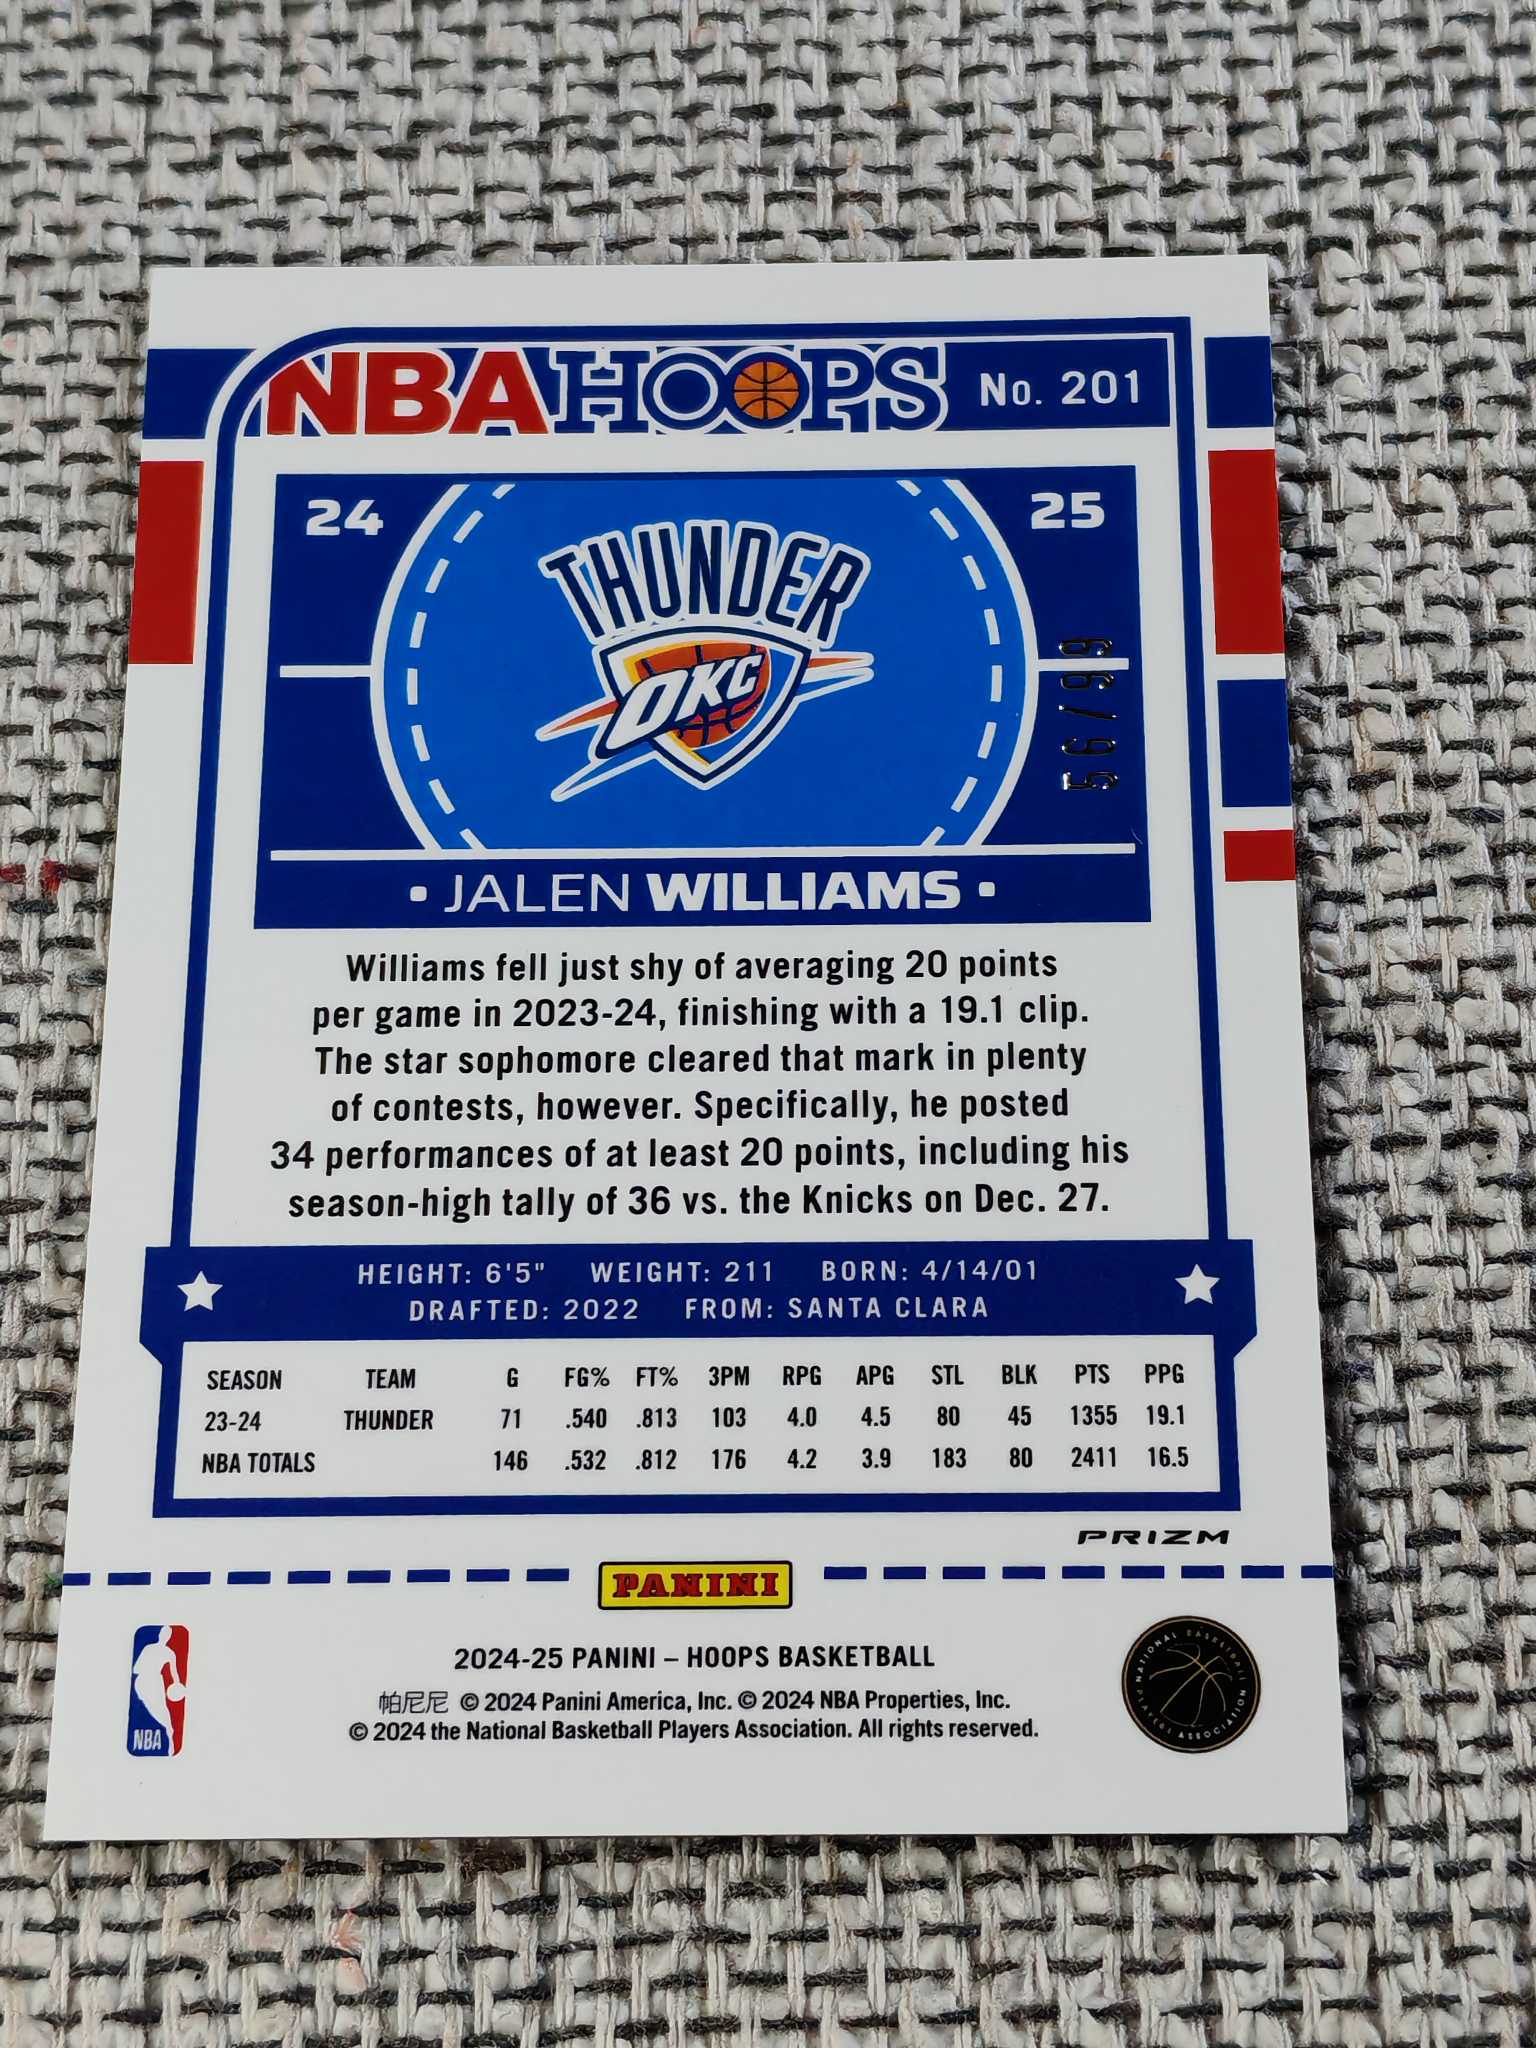 NBA HOOPS No. 201
24 25
THUNDER
OKC
56/99
• JALEN WILLIAMS •
Williams fell just shy of averaging 20 points
per game in 2023-24, finishing with a 19.1 clip.
The star sophomore cleared that mark in plenty
of contests, however. Specifically, he posted
34 performances of at least 20 points, including his
season-high tally of 36 vs. the Knicks on Dec. 27.
HEIGHT: 6'5" WEIGHT: 211 BORN: 4/14/01
DRAFTED: 2022 FROM: SANTA CLARA
SEASON TEAM G FG% FT% 3PM RPG APG STL BLK PTS PPG
23-24 THUNDER 71 .540 .813 103 4.0 4.5 80 45 1355 19.1
NBA TOTALS 146 .532 .812 176 4.2 3.9 183 80 2411 16.5
PRIZM
PANINI
2024-25 PANINI – HOOPS BASKETBALL
帕尼尼 © 2024 Panini America, Inc. © 2024 NBA Properties, Inc.
© 2024 the National Basketball Players Association. All rights reserved.
NBA
NATIONAL BASKETBALL PLAYERS ASSOCIATION